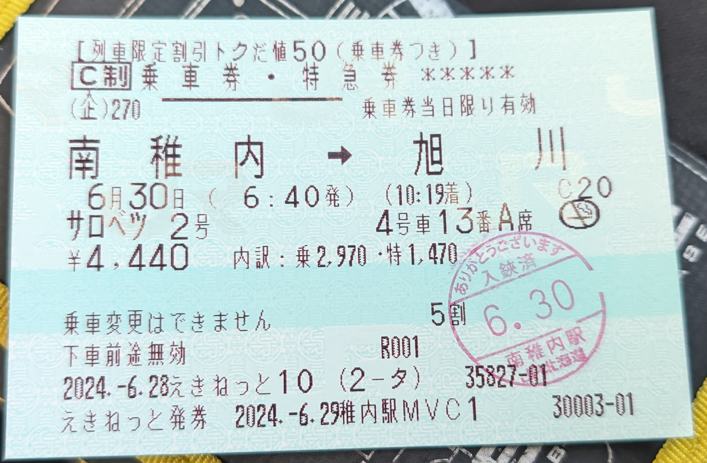 [列車限定割引トクだ値50(乗車券つき)]
C制 乗車券・特急券 *****
(企)270 乗車券当日限り有効
南稚内 → 旭川
6月30日 ( 6:40発) (10:19着) C20
サロベツ 2号 4号車13番A席
¥4,440 内訳:乗2,970・特1,470
ありがとうございます
入鋏済
6.30
南稚内駅
北海道
乗車変更はできません 5割
下車前途無効 R001
2024.-6.28えきねっと10 (2-タ) 35827-01
えきねっと発券 2024.-6.29稚内駅MVC1 30003-01